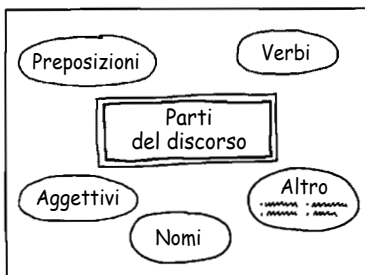 Preposizioni
Verbi
Parti
del discorso
Aggettivi
Altro
Nomi